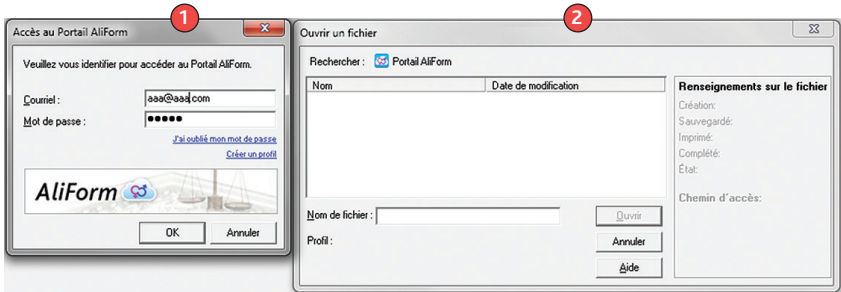 1
Accès au Portail AliForm
Veuillez vous identifier pour accéder au Portail AliForm.
Courriel :
aaa@aaa.com
Mot de passe :
●●●●●
J'ai oublié mon mot de passe
Créer un profil
AliForm
OK
Annuler
2
Ouvrir un fichier
Rechercher : Portail AliForm
Nom
Date de modification
Nom de fichier :
Profil :
Ouvrir
Annuler
Aide
Renseignements sur le fichier
Création:
Sauvegardé:
Imprimé:
Complété:
État:
Chemin d'accès: